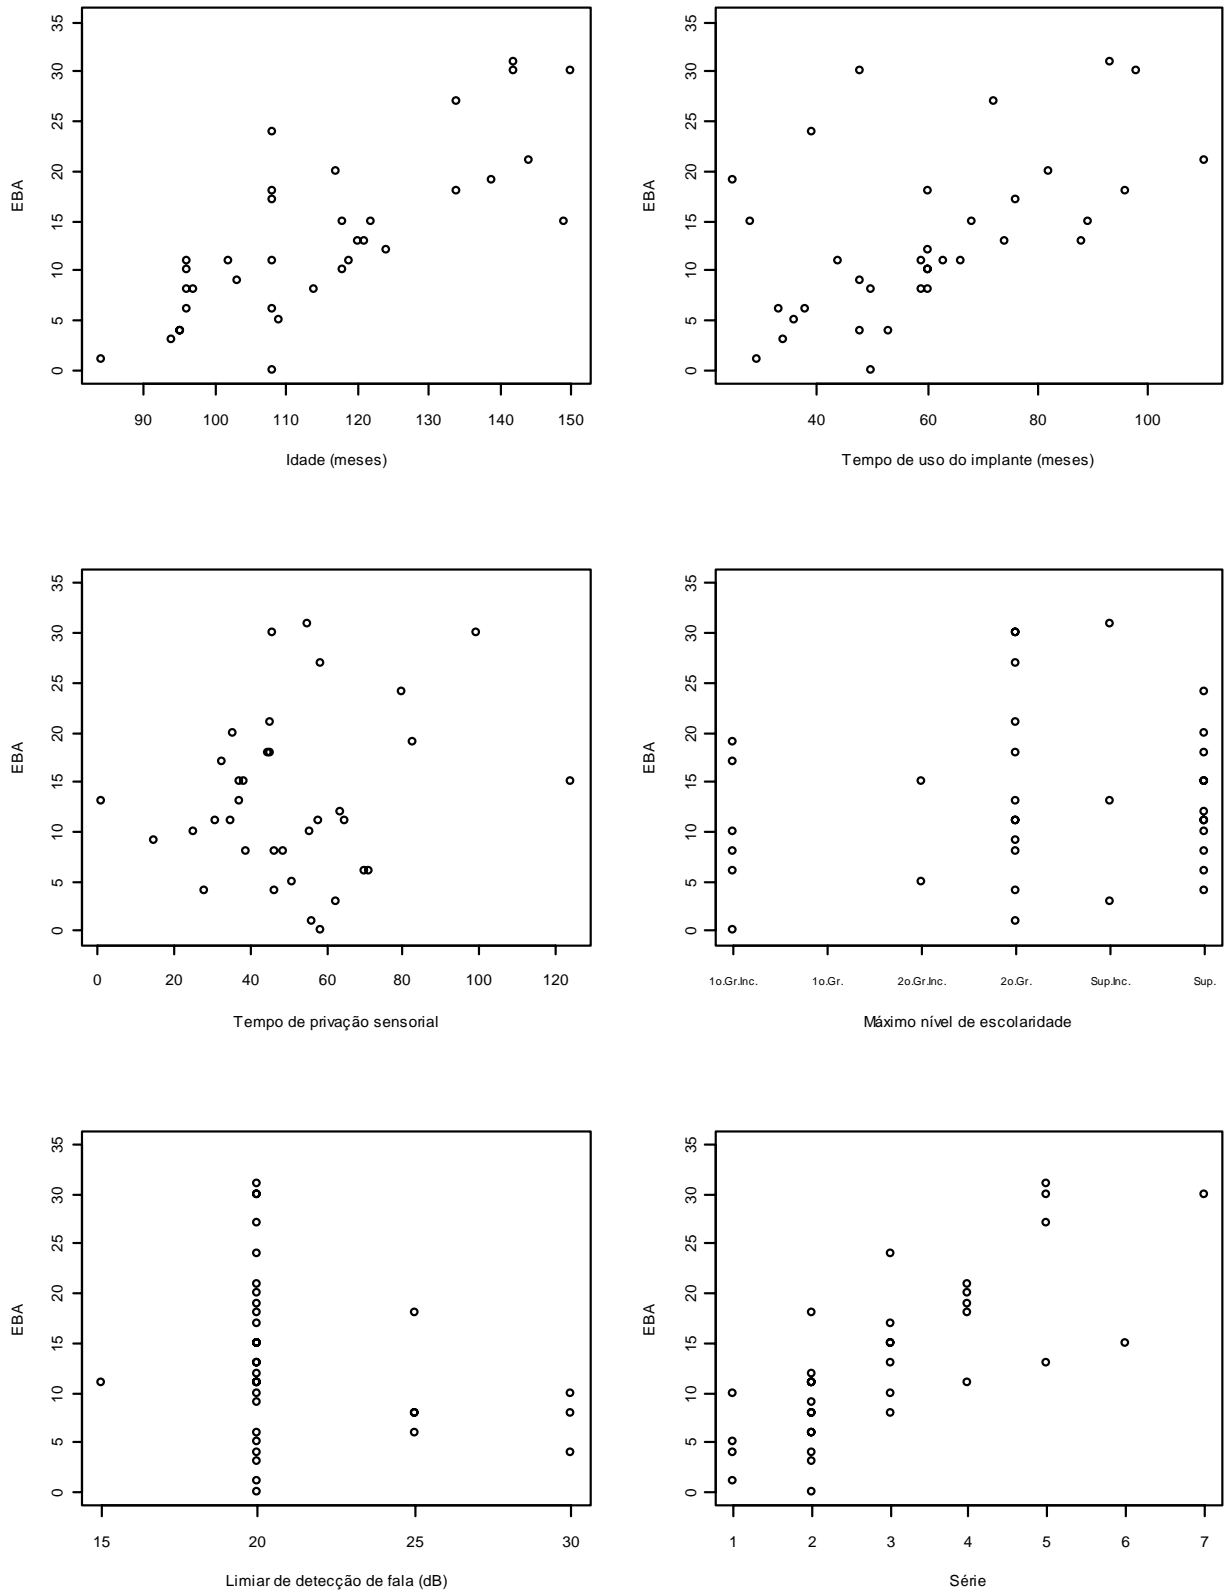 35
30
25
20
15
10
5
0
EBA
90 100 110 120 130 140 150
Idade (meses)
35
30
25
20
15
10
5
0
EBA
40 60 80 100
Tempo de uso do implante (meses)
35
30
25
20
15
10
5
0
EBA
0 20 40 60 80 100 120
Tempo de privação sensorial
35
30
25
20
15
10
5
0
EBA
1o.Gr.Inc. 1o.Gr. 2o.Gr.Inc. 2o.Gr. Sup.Inc. Sup.
Máximo nível de escolaridade
35
30
25
20
15
10
5
0
EBA
15 20 25 30
Limiar de detecção de fala (dB)
35
30
25
20
15
10
5
0
EBA
1 2 3 4 5 6 7
Série